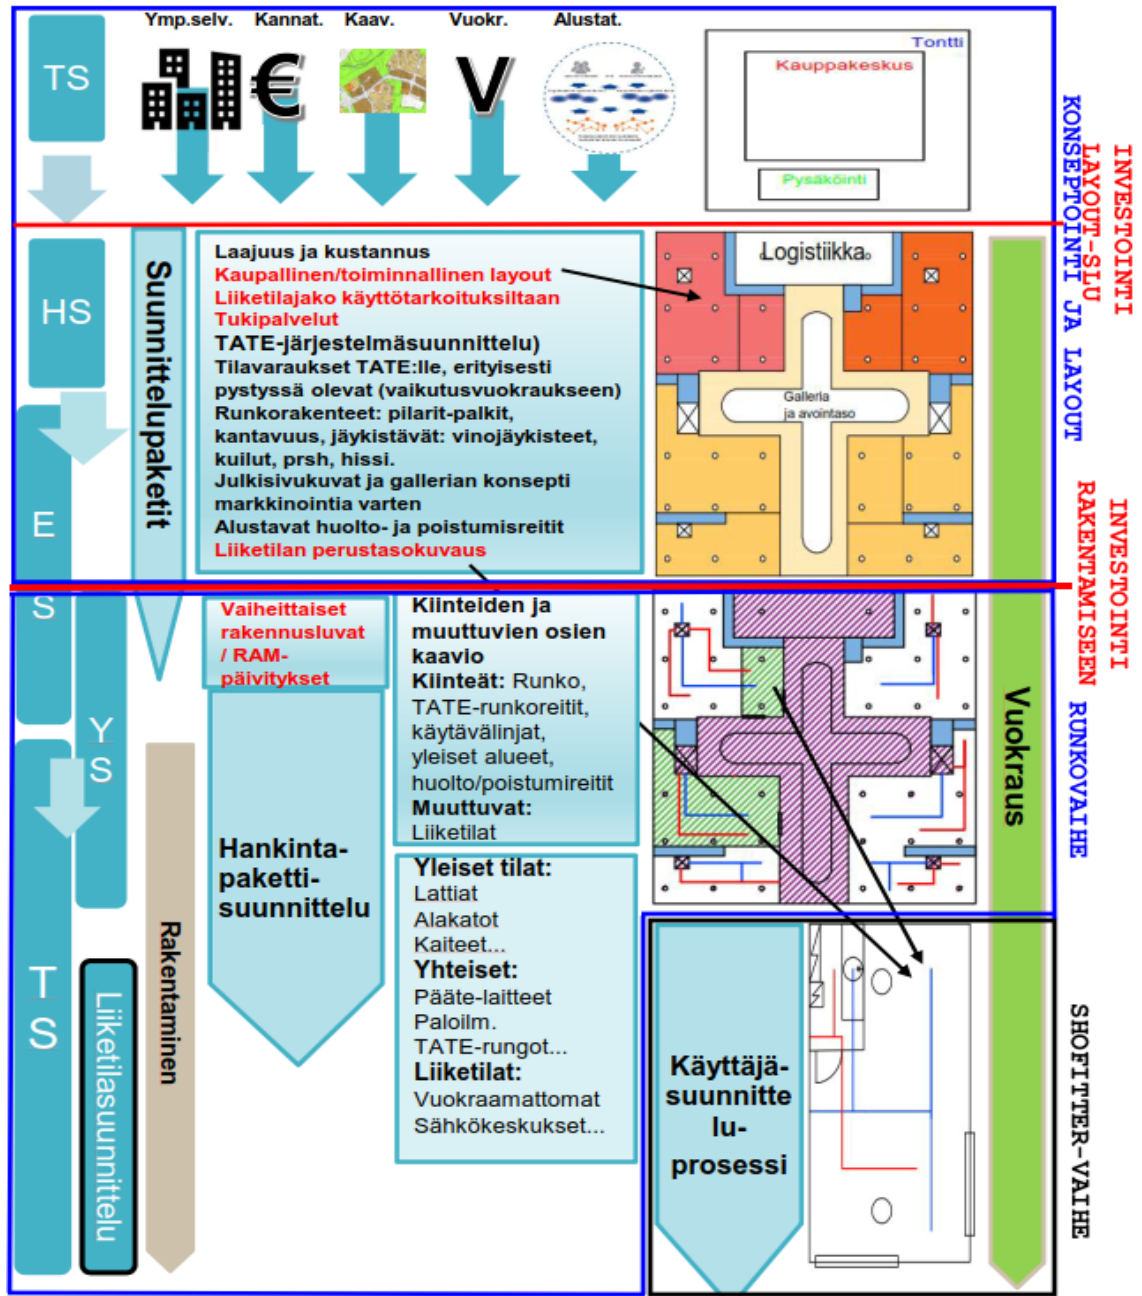 Ymp.selv.
Kannat.
Kaav.
Vuokr.
Alustat.
TS
€
V
Tontti
Kauppakeskus
Pysäköinti
KONSEPTOINTI JA LAYOUT
INVESTOINTI
LAYOUT-SLU
HS
Suunnittelupaketit
Laajuus ja kustannus
Kaupallinen/toiminnallinen layout
Liiketilajako käyttötarkoituksiltaan
Tukipalvelut
TATE-järjestelmäsuunnittelu)
Tilavaraukset TATE:lle, erityisesti
pystyssä olevat (vaikutusvuokraukseen)
Runkorakenteet: pilarit-palkit,
kantavuus, jäykistävät: vinojäykisteet,
kuilut, prsh, hissi.
Julkisivukuvat ja gallerian konsepti
markkinointia varten
Alustavat huolto- ja poistumisreitit
Liiketilan perustasokuvaus
Logistiikka
Galleria
ja avointaso
INVESTOINTI
RAKENTAMISEEN
E
S
Y
S
T
S
Vaiheittaiset
rakennusluvat
/ RAM-
päivitykset
Hankinta-
paketti-
suunnittelu
Kiinteiden ja
muuttuvien osien
kaavio
Kiinteät: Runko,
TATE-runkoreitit,
käytävälinjat,
yleiset alueet,
huolto/poistumireitit
Muuttuvat:
Liiketilat
Yleiset tilat:
Lattiat
Alakatot
Kaiteet...
Yhteiset:
Pääte-laitteet
Paloilm.
TATE-rungot...
Liiketilat:
Vuokraamattomat
Sähkökeskukset...
Vuokraus
RUNKOVAIHE
Rakentaminen
Liiketilasuunnittelu
Käyttäjä-
suunnitte
lu-
prosessi
SHOFITTER-VAIHE